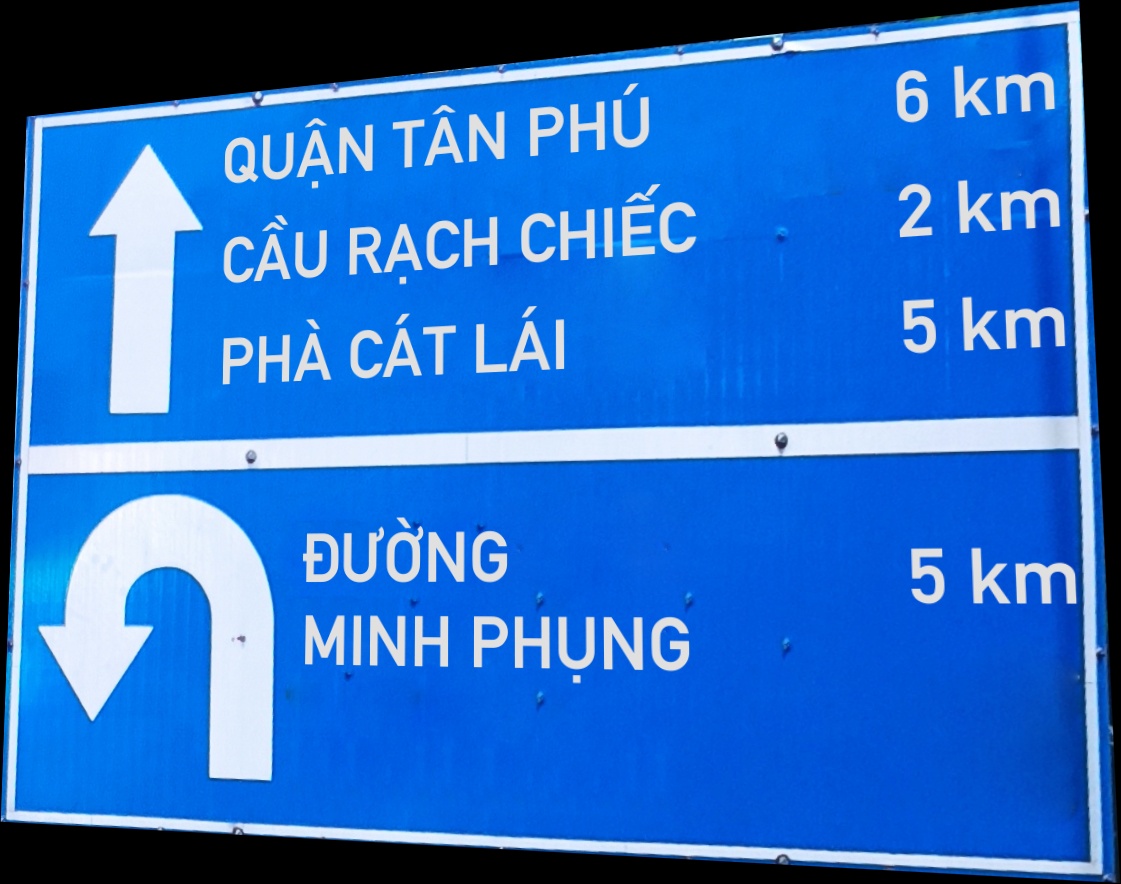 QUẬN TÂN PHÚ 6 km
CẦU RẠCH CHIẾC 2 km
PHÀ CÁT LÁI 5 km
ĐƯỜNG 5 km
MINH PHỤNG